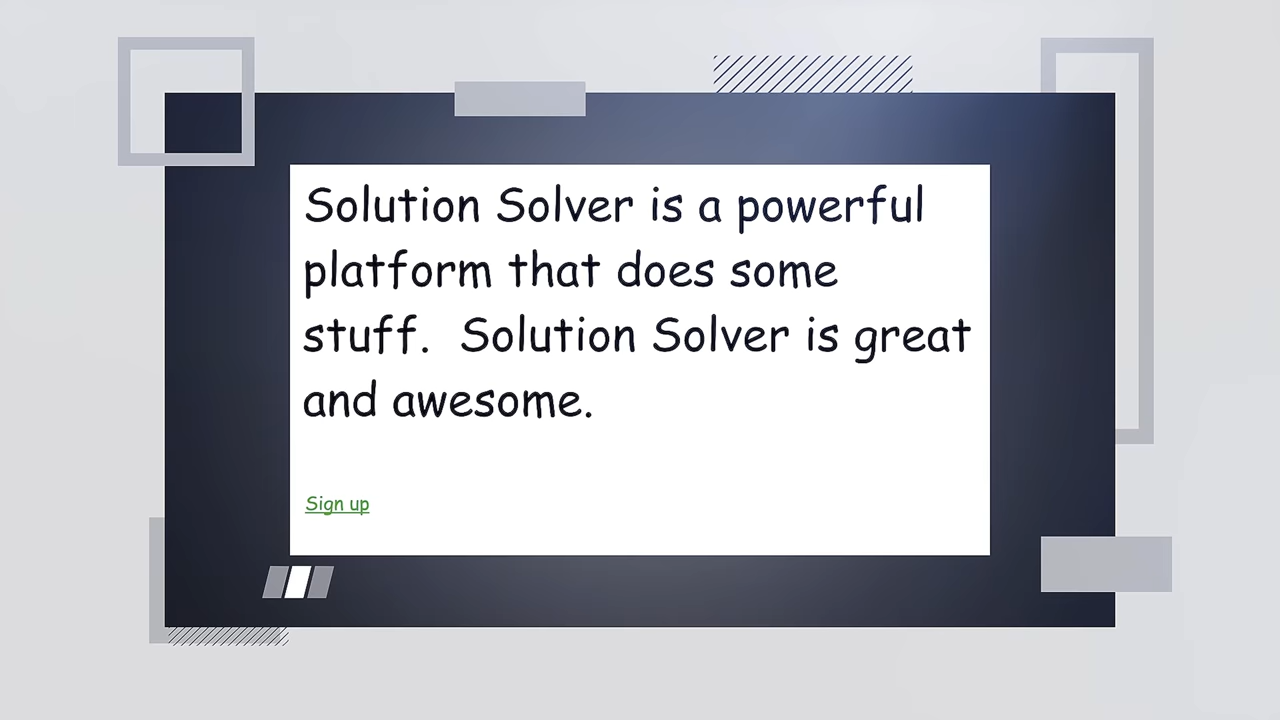 Solution Solver is a powerful
platform that does some
stuff.  Solution Solver is great
and awesome.
Sign up